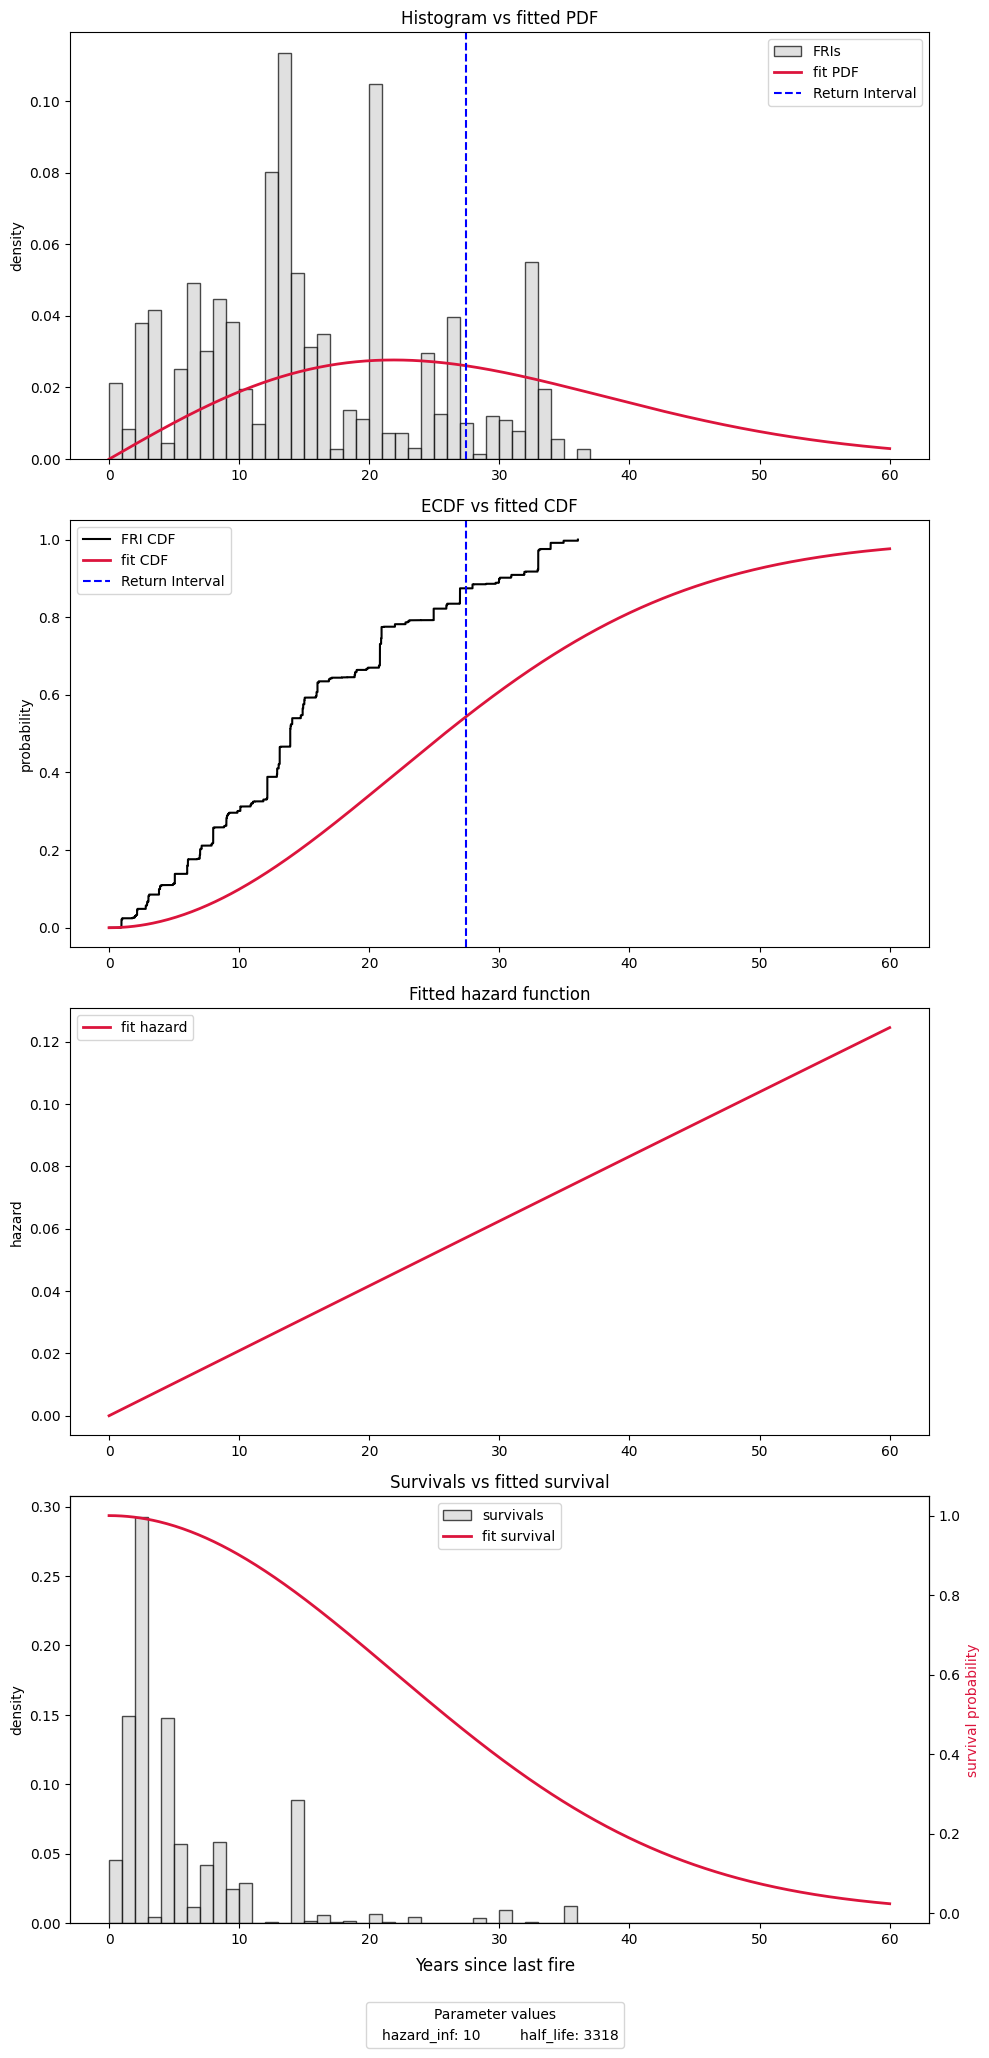 Histogram vs fitted PDF
FRIs
fit PDF
Return Interval
density
0.10
0.08
0.06
0.04
0.02
0.00
0 10 20 30 40 50 60
ECDF vs fitted CDF
FRI CDF
fit CDF
Return Interval
probability
1.0
0.8
0.6
0.4
0.2
0.0
0 10 20 30 40 50 60
Fitted hazard function
fit hazard
hazard
0.12
0.10
0.08
0.06
0.04
0.02
0.00
0 10 20 30 40 50 60
Survivals vs fitted survival
survivals
fit survival
density
0.30
0.25
0.20
0.15
0.10
0.05
0.00
1.0
0.8
0.6
0.4
0.2
0.0
survival probability
0 10 20 30 40 50 60
Years since last fire
Parameter values
hazard_inf: 10 half_life: 3318